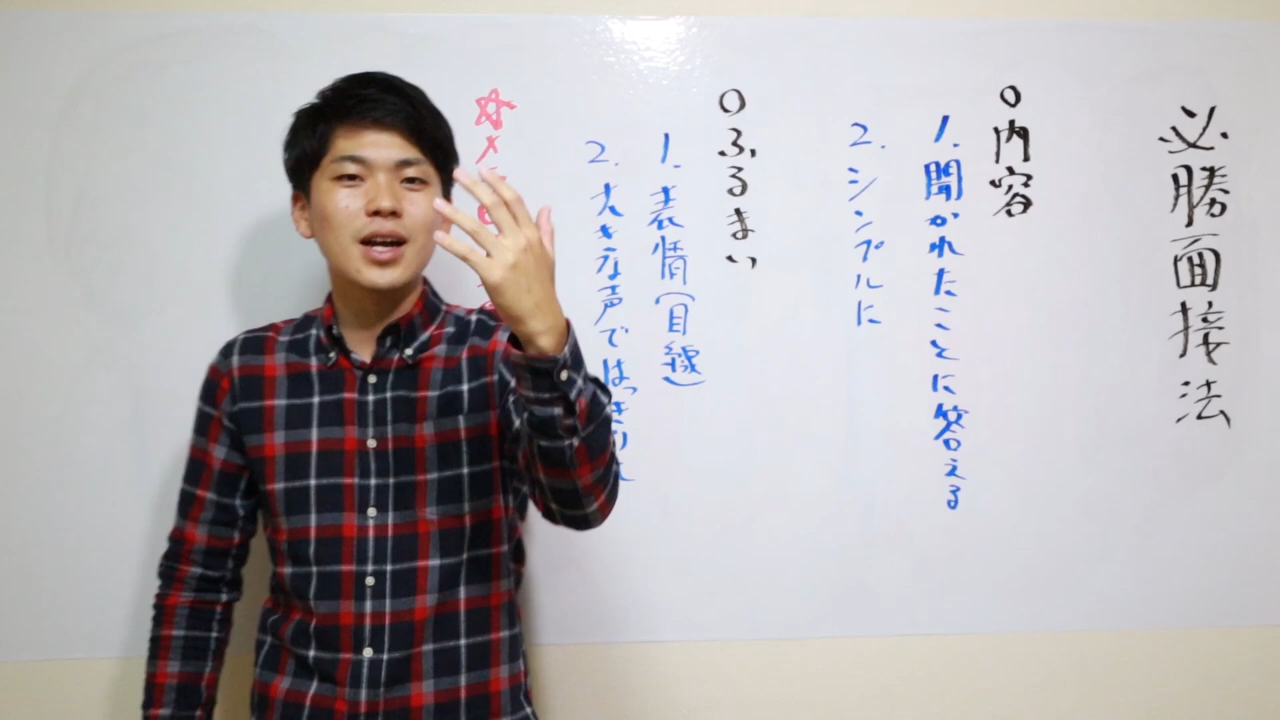 必勝面接法
○内容
1. 聞かれたことに答える
2. シンプルに
○ふるまい
1. 表情(目線)
2. 大きな声ではっきりと
☆メ